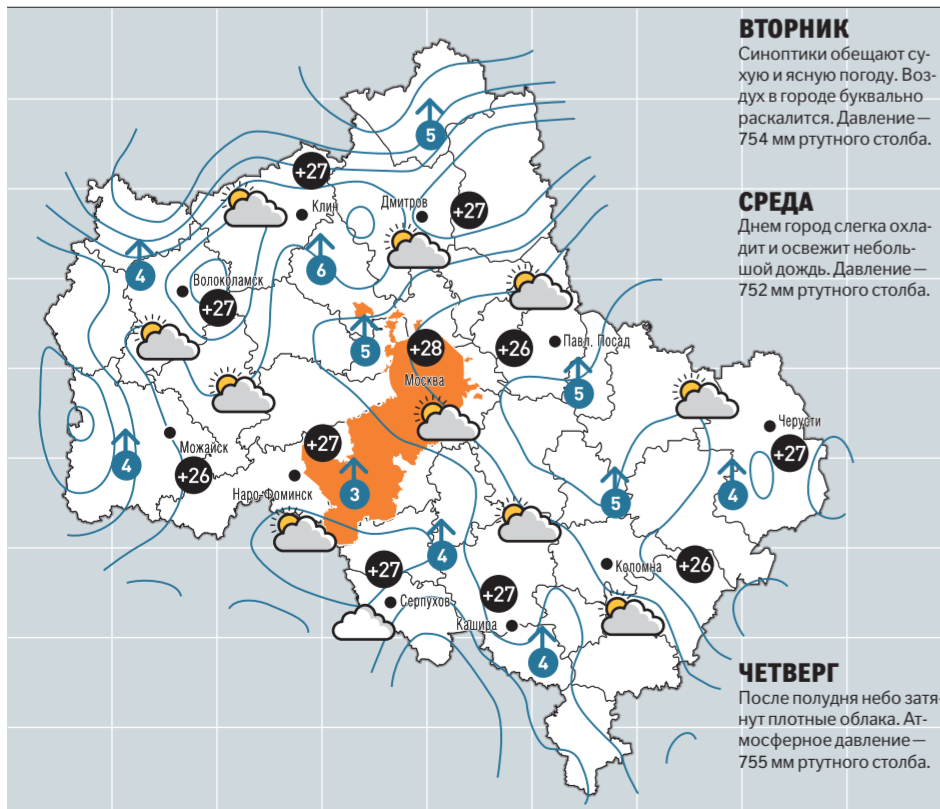 ВТОРНИК
Синоптики обещают су-
хую и ясную погоду. Воз-
дух в городе буквально
раскалится. Давление —
754 мм ртутного столба.
СРЕДА
Днем город слегка охла-
дит и освежит неболь-
шой дождь. Давление —
752 мм ртутного столба.
ЧЕТВЕРГ
После полудня небо затя-
нут плотные облака. Ат-
мосферное давление —
755 мм ртутного столба.
5
+27
Клин
Дмитров
+27
4
6
Волоколамск
+27
5
+28
Москва
+26
Павл. Посад
5
Можайск
4
+26
+27
Наро-Фоминск
3
Черусти
+27
5
4
4
+27
Серпухов
+27
Кашира
Коломна
+26
4